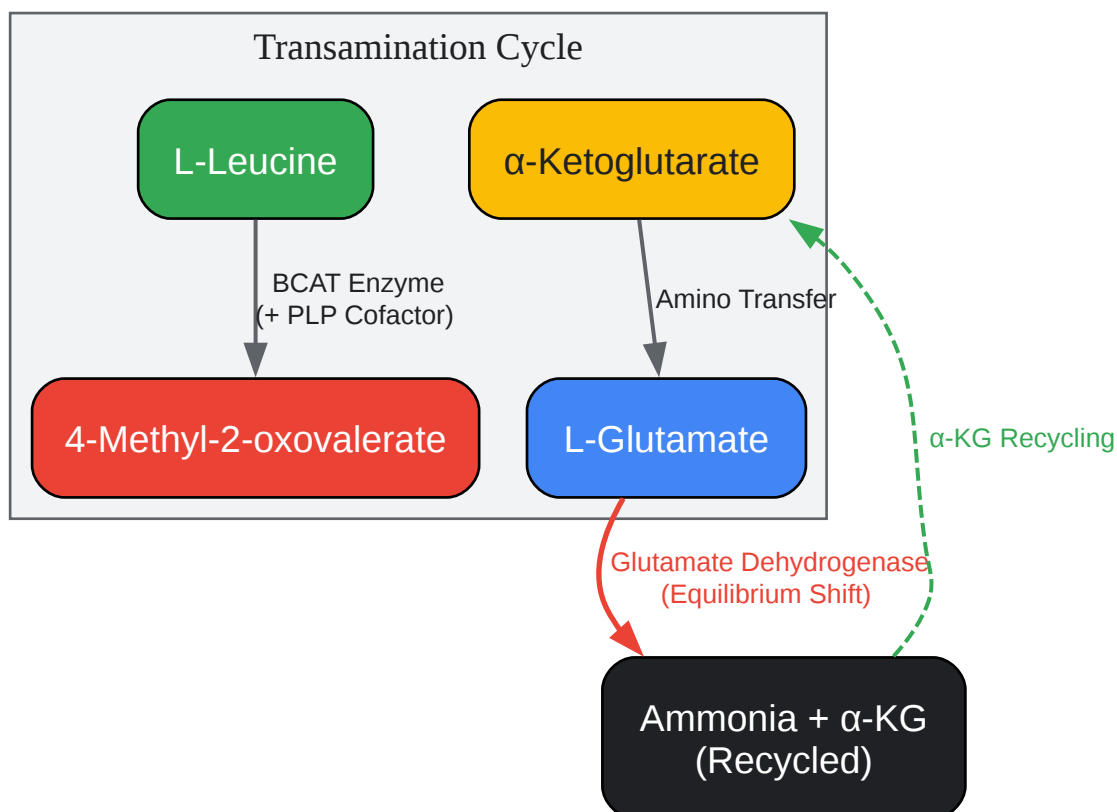 Transamination Cycle
L-Leucine
α-Ketoglutarate
BCAT Enzyme
(+ PLP Cofactor)
Amino Transfer
4-Methyl-2-oxovalerate
L-Glutamate
α-KG Recycling
Glutamate Dehydrogenase
(Equilibrium Shift)
Ammonia + α-KG
(Recycled)